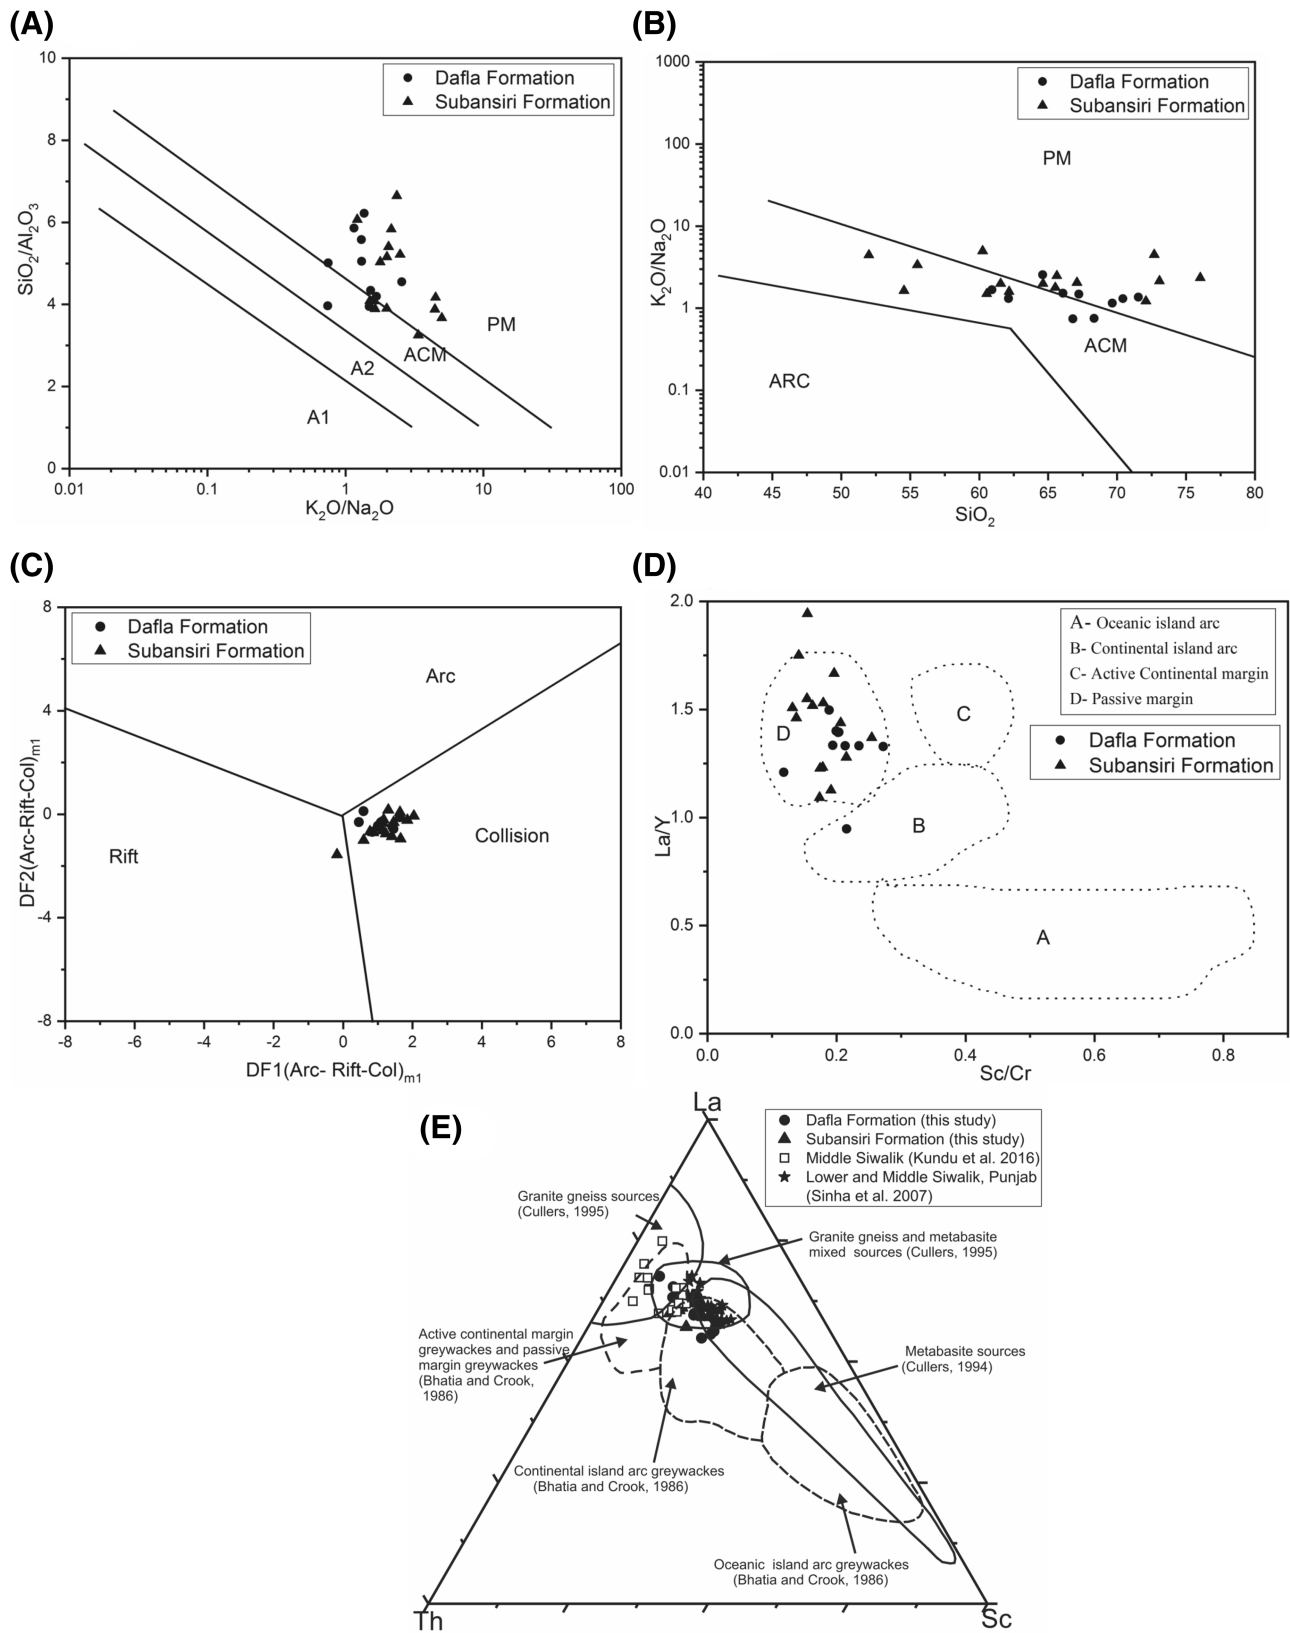 (A)
10
8
6
4
2
0
SiO2/Al2O3
Dafla Formation
Subansiri Formation
PM
ACM
A2
A1
0.01
0.1
1
10
100
K2O/Na2O
(B)
1000
100
10
1
0.1
0.01
K2O/Na2O
Dafla Formation
Subansiri Formation
PM
ACM
ARC
40
45
50
55
60
65
70
75
80
SiO2
(C)
8
4
0
-4
-8
DF2(Arc-Rift-Col)m1
Dafla Formation
Subansiri Formation
Arc
Rift
Collision
-8
-6
-4
-2
0
2
4
6
8
DF1(Arc- Rift-Col)m1
(D)
2.0
1.5
1.0
0.5
0.0
La/Y
A- Oceanic island arc
B- Continental island arc
C- Active Continental margin
D- Passive margin
Dafla Formation
Subansiri Formation
D
C
B
A
0.0
0.2
0.4
0.6
0.8
Sc/Cr
(E)
La
Dafla Formation (this study)
Subansiri Formation (this study)
Middle Siwalik (Kundu et al. 2016)
Lower and Middle Siwalik, Punjab
(Sinha et al. 2007)
Granite gneiss sources
(Cullers, 1995)
Granite gneiss and metabasite
mixed sources (Cullers, 1995)
Active continental margin
greywackes and passive
margin greywackes
(Bhatia and Crook,
1986)
Metabasite sources
(Cullers, 1994)
Continental island arc greywackes
(Bhatia and Crook, 1986)
Oceanic island arc greywackes
(Bhatia and Crook, 1986)
Th
Sc